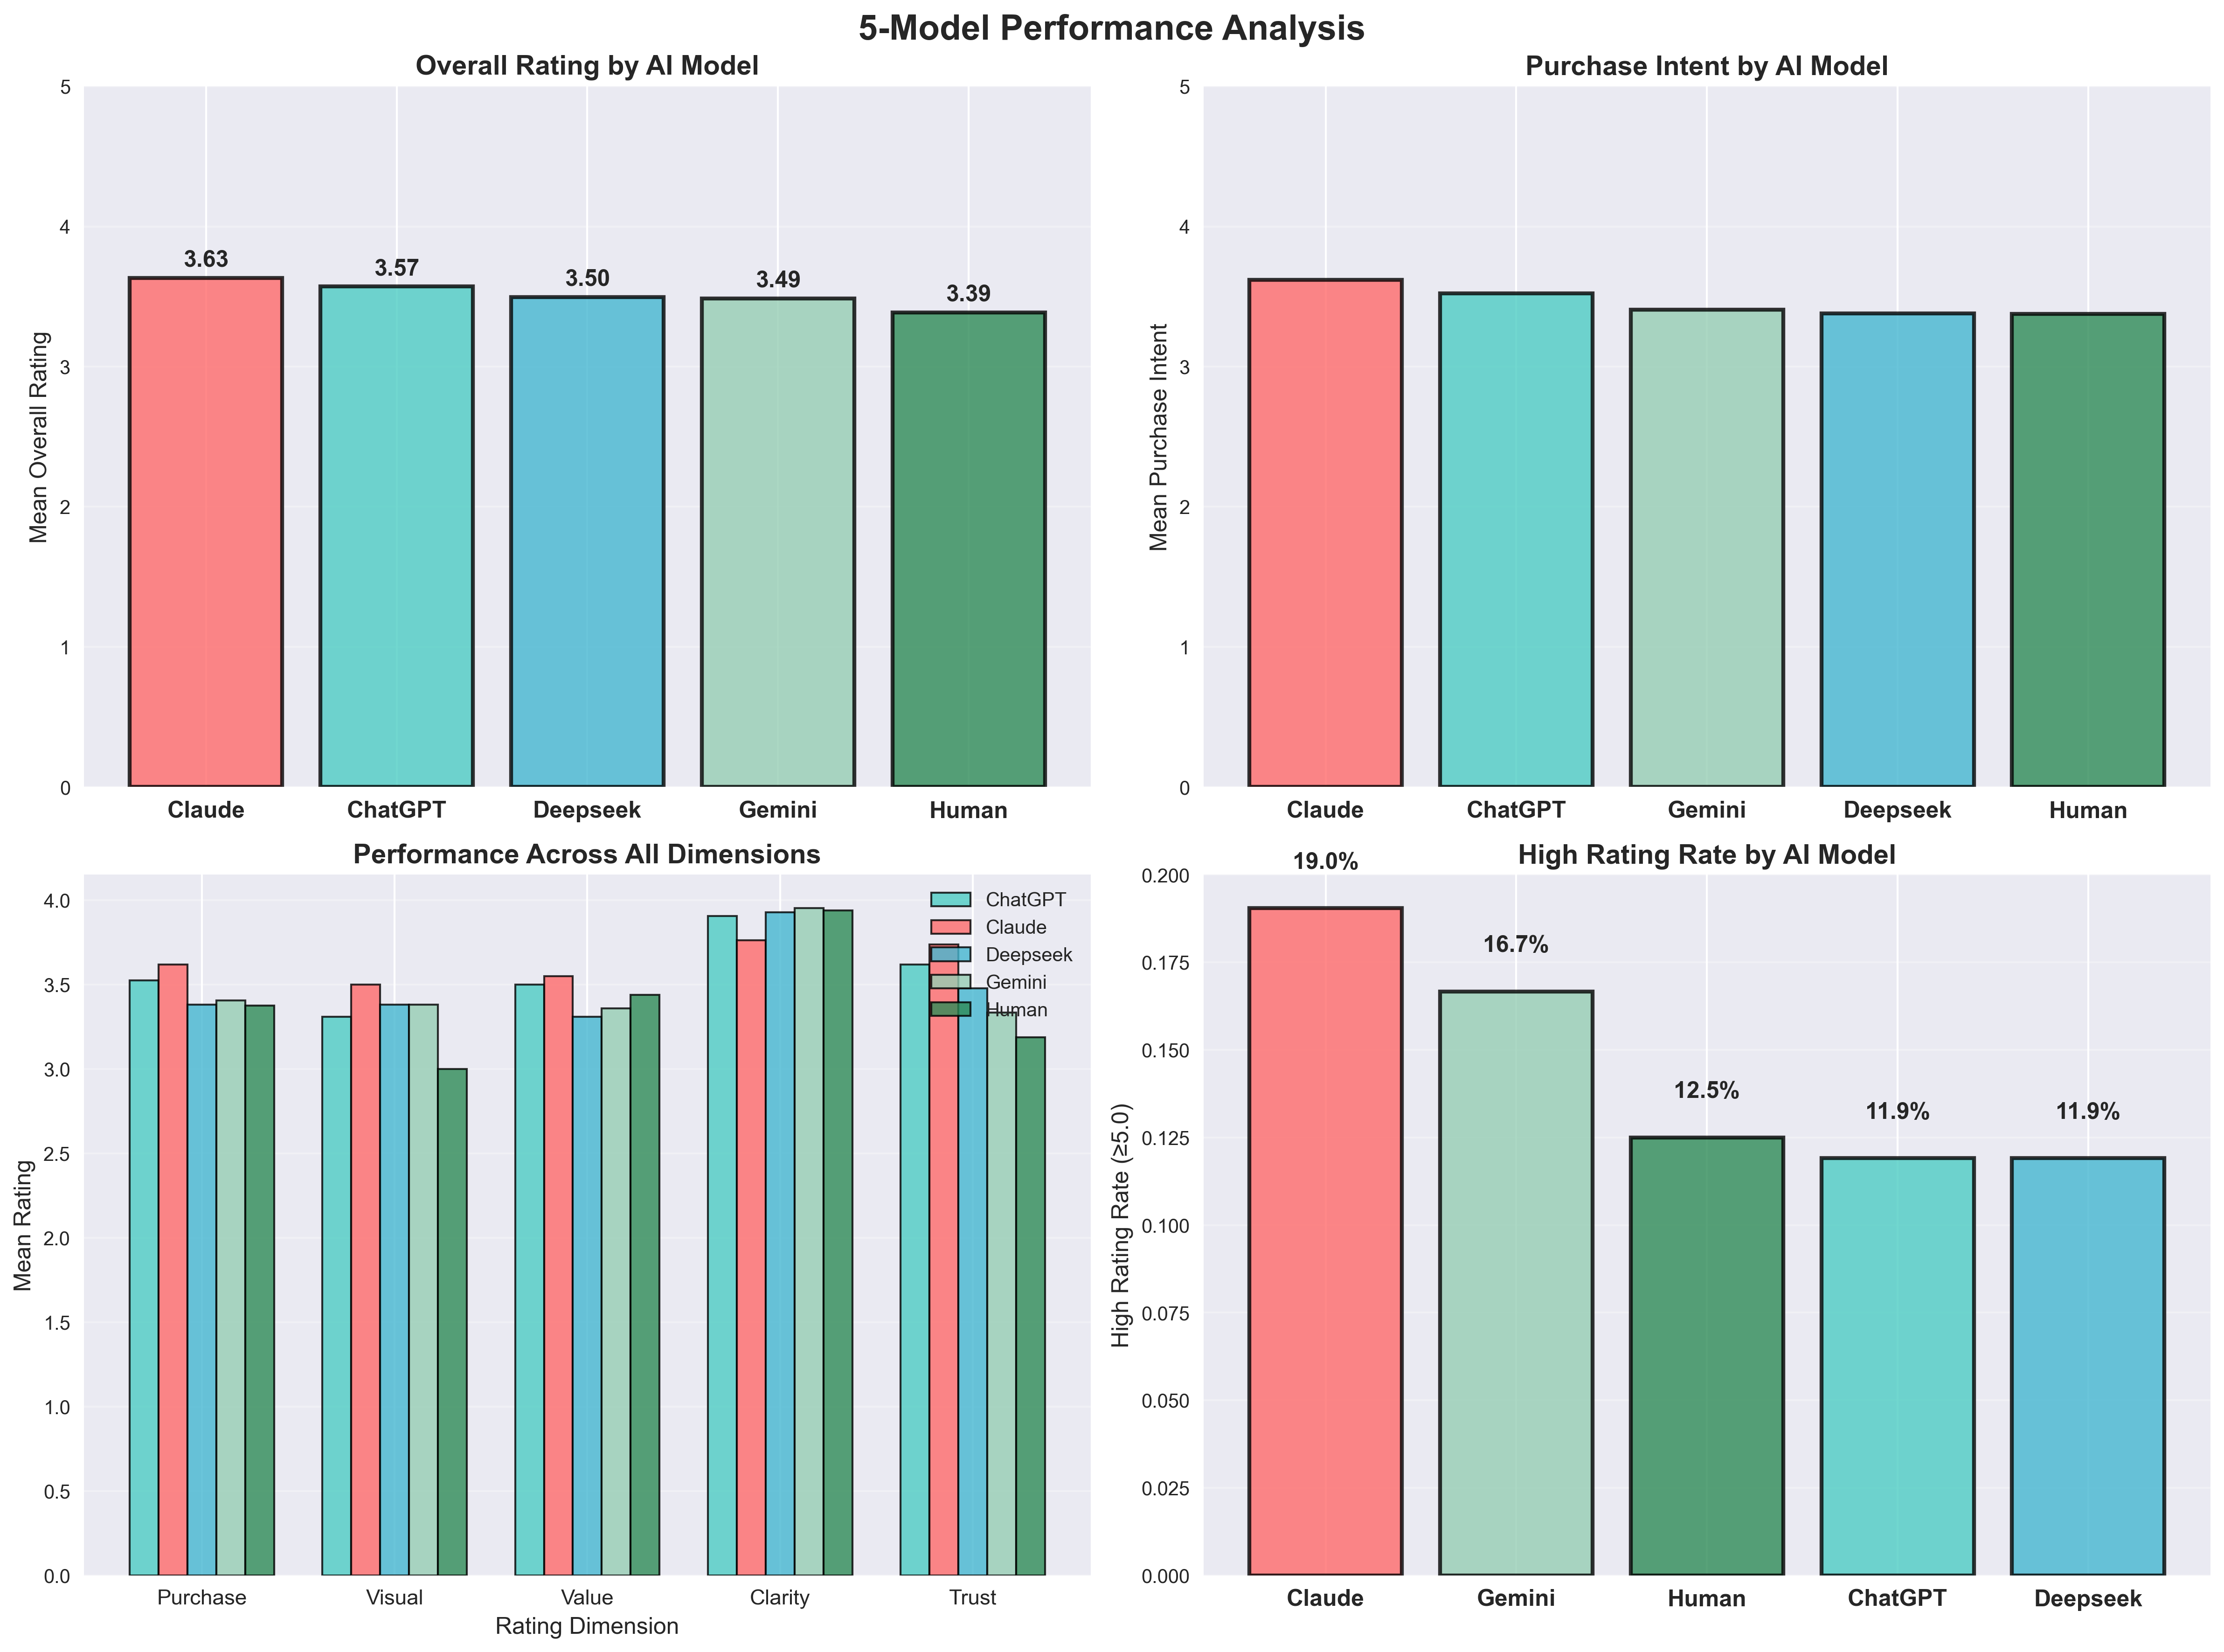 5-Model Performance Analysis
Overall Rating by AI Model
Mean Overall Rating
5
4
3
2
1
0
3.63
3.57
3.50
3.49
3.39
Claude
ChatGPT
Deepseek
Gemini
Human
Purchase Intent by AI Model
Mean Purchase Intent
5
4
3
2
1
0
Claude
ChatGPT
Gemini
Deepseek
Human
Performance Across All Dimensions
Mean Rating
4.0
3.5
3.0
2.5
2.0
1.5
1.0
0.5
0.0
ChatGPT
Claude
Deepseek
Gemini
Human
Purchase
Visual
Value
Clarity
Trust
Rating Dimension
High Rating Rate by AI Model
High Rating Rate (≥5.0)
0.200
0.175
0.150
0.125
0.100
0.075
0.050
0.025
0.000
19.0%
16.7%
12.5%
11.9%
11.9%
Claude
Gemini
Human
ChatGPT
Deepseek